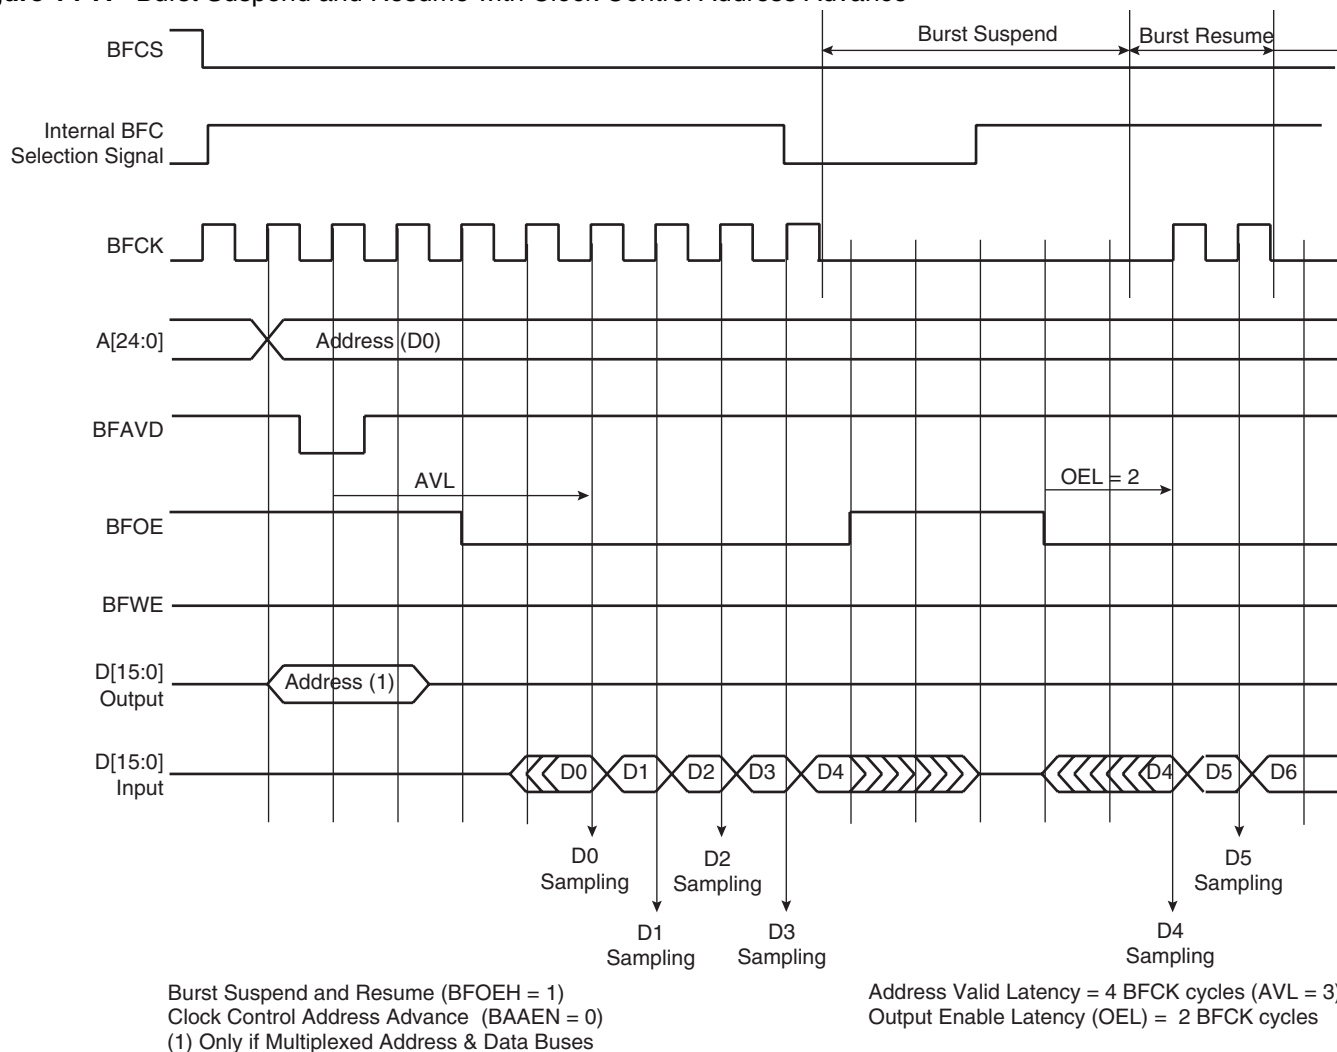 Burst Suspend and Resume with Clock Control Address Advance
BFCS
Burst Suspend
Burst Resume
Internal BFC
Selection Signal
BFCK
A[24:0]
Address (D0)
BFAVD
AVL
OEL = 2
BFOE
BFWE
D[15:0]
Output
Address (1)
D[15:0]
Input
D0
D1
D2
D3
D4
D4
D5
D6
D0
Sampling
D2
Sampling
D5
Sampling
D1
Sampling
D3
Sampling
D4
Sampling
Burst Suspend and Resume (BFOEH = 1)
Clock Control Address Advance (BAAEN = 0)
(1) Only if Multiplexed Address & Data Buses
Address Valid Latency = 4 BFCK cycles (AVL = 3)
Output Enable Latency (OEL) = 2 BFCK cycles